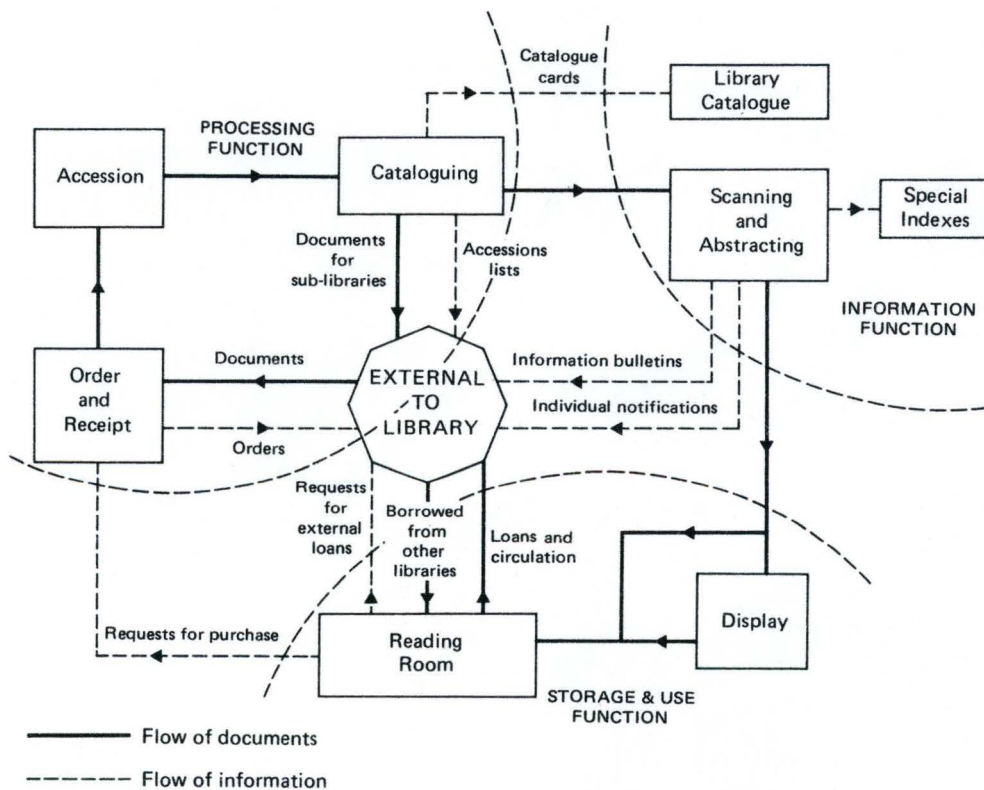 Catalogue
cards
Library
Catalogue
PROCESSING
FUNCTION
Accession
Cataloguing
Scanning
and
Abstracting
Special
Indexes
Documents
for
sub-libraries
Accessions
lists
INFORMATION
FUNCTION
Order
and
Receipt
Documents
Orders
EXTERNAL
TO
LIBRARY
Information bulletins
Individual notifications
Requests
for
external
loans
Borrowed
from
other
libraries
Loans and
circulation
Display
Requests for purchase
Reading
Room
STORAGE & USE
FUNCTION
Flow of documents
Flow of information